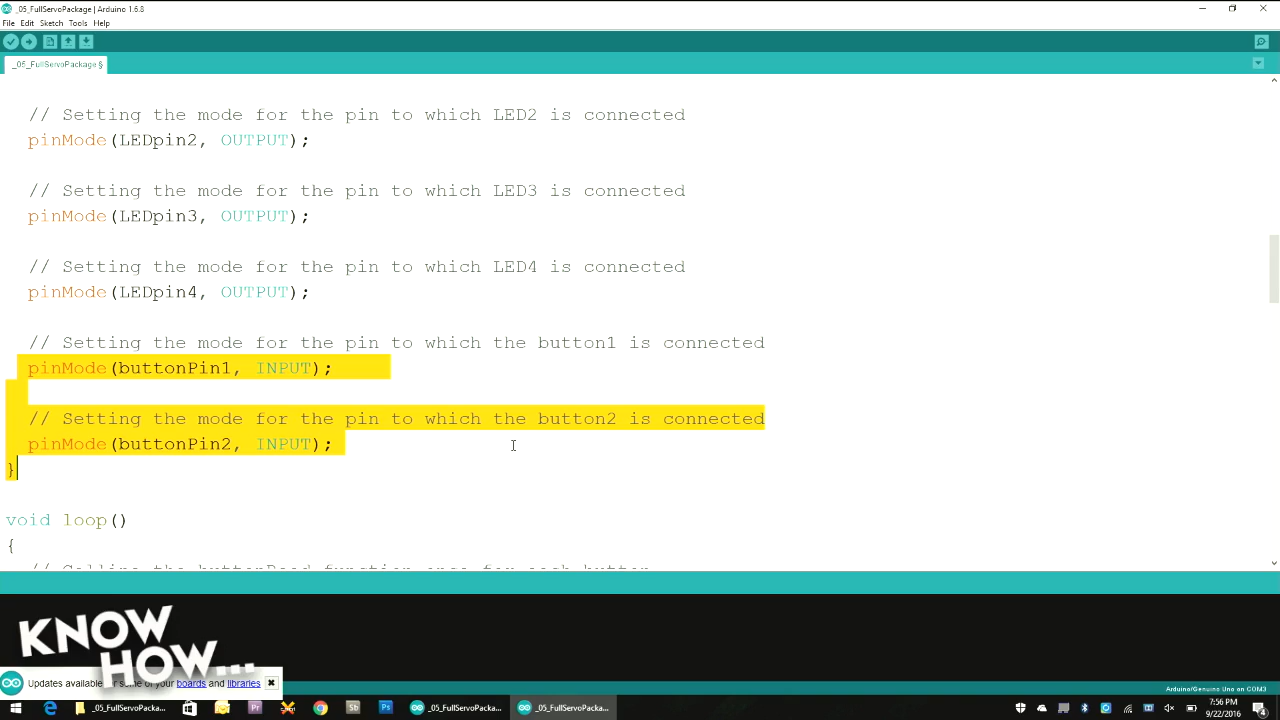 _05_FullServoPackage | Arduino 1.6.8
File Edit Sketch Tools Help
_05_FullServoPackage §
// Setting the mode for the pin to which LED2 is connected
pinMode(LEDpin2, OUTPUT);
// Setting the mode for the pin to which LED3 is connected
pinMode(LEDpin3, OUTPUT);
// Setting the mode for the pin to which LED4 is connected
pinMode(LEDpin4, OUTPUT);
// Setting the mode for the pin to which the button1 is connected
pinMode(buttonPin1, INPUT);
// Setting the mode for the pin to which the button2 is connected
pinMode(buttonPin2, INPUT);
}
void loop()
{
// Calling the buttonRead function once for each button
KNOW
HOW...
Updates available for some of your boards and libraries
Arduino/Genuino Uno on COM3
_05_FullServoPacka...
Pr
Sb
Ps
_05_FullServoPacka...
_05_FullServoPacka...
7:56 PM
9/22/2016
4